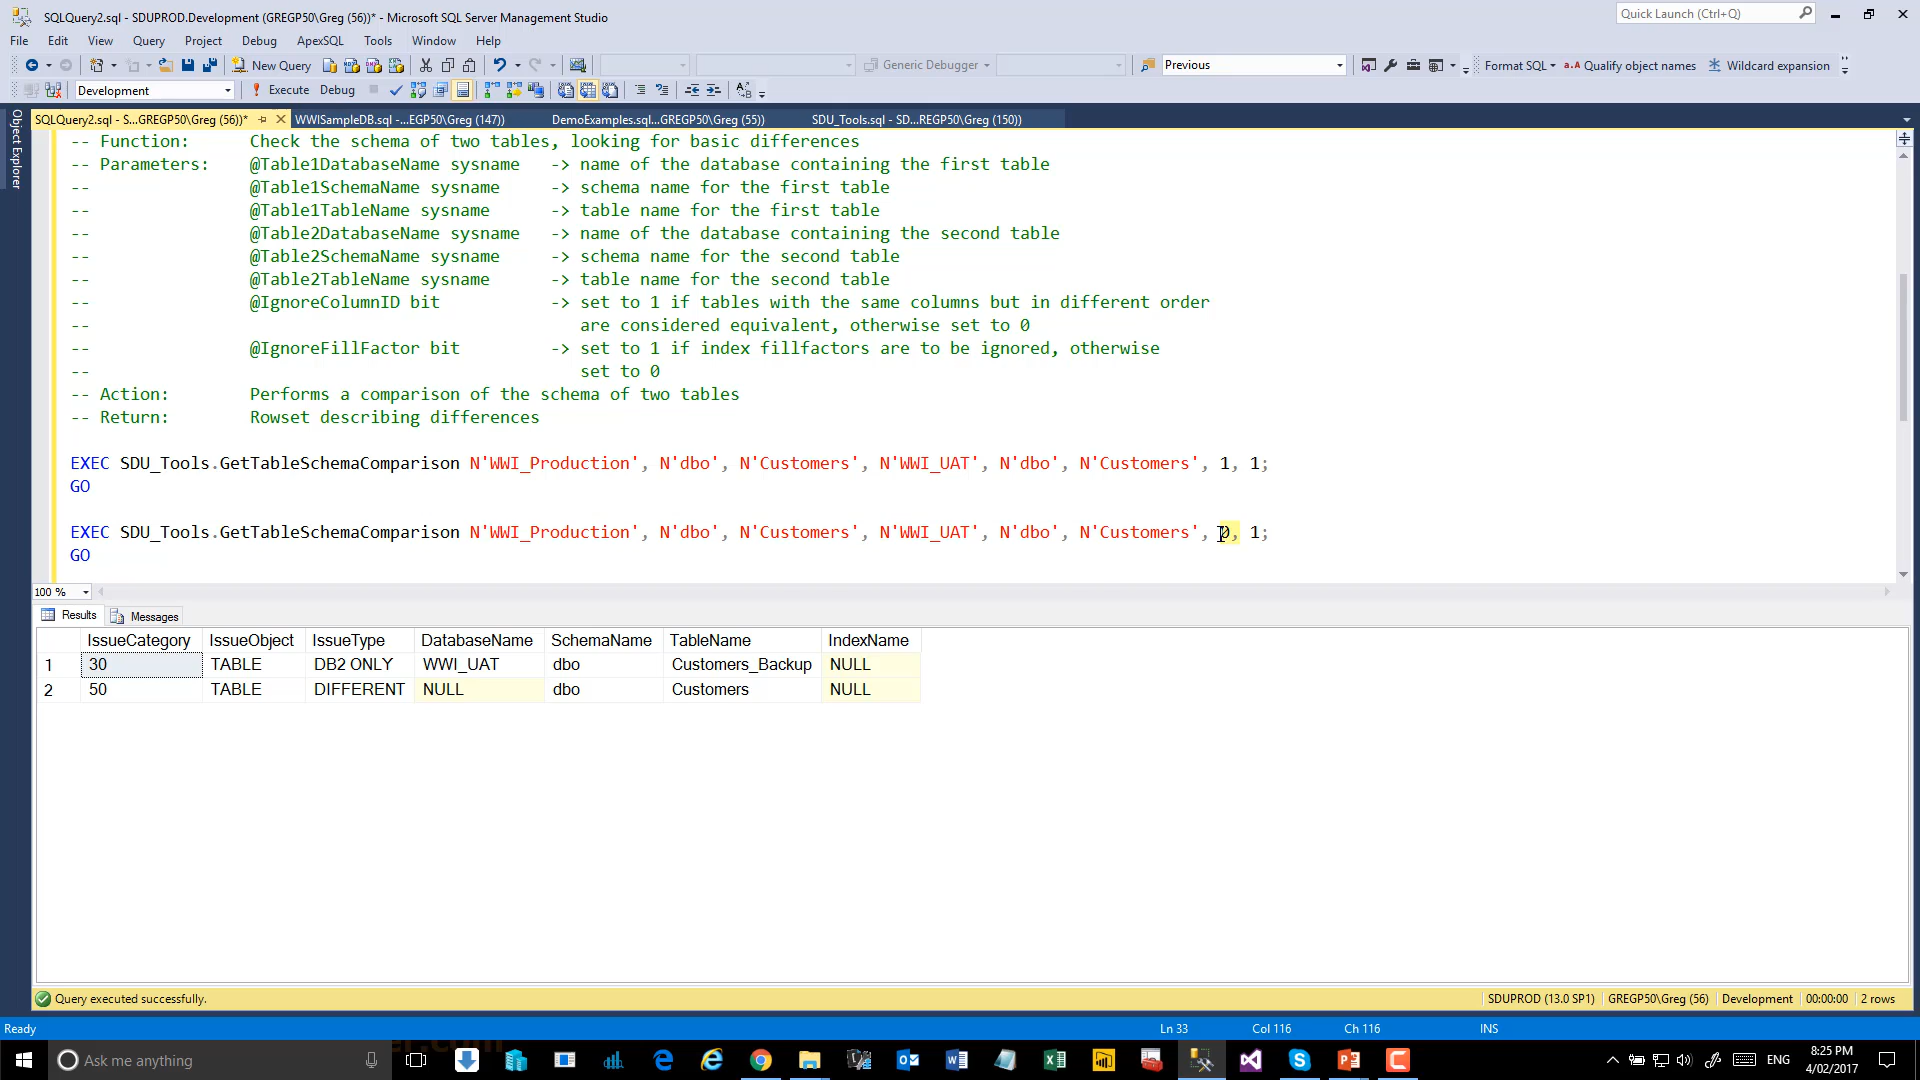 SQLQuery2.sql - SDUPROD.Development (GREGP50\Greg (56))* - Microsoft SQL Server Management Studio
Quick Launch (Ctrl+Q)
File Edit View Query Project Debug ApexSQL Tools Window Help
New Query Generic Debugger Previous Format SQL Qualify object names Wildcard expansion
Development Execute Debug
SQLQuery2.sql - S...GREGP50\Greg (56))* WWISampleDB.sql -...EGP50\Greg (147)) DemoExamples.sql...GREGP50\Greg (55)) SDU_Tools.sql - SD...REGP50\Greg (150))
Object Explorer
-- Function: Check the schema of two tables, looking for basic differences
-- Parameters: @Table1DatabaseName sysname -> name of the database containing the first table
-- @Table1SchemaName sysname -> schema name for the first table
-- @Table1TableName sysname -> table name for the first table
-- @Table2DatabaseName sysname -> name of the database containing the second table
-- @Table2SchemaName sysname -> schema name for the second table
-- @Table2TableName sysname -> table name for the second table
-- @IgnoreColumnID bit -> set to 1 if tables with the same columns but in different order
-- are considered equivalent, otherwise set to 0
-- @IgnoreFillFactor bit -> set to 1 if index fillfactors are to be ignored, otherwise
-- set to 0
-- Action: Performs a comparison of the schema of two tables
-- Return: Rowset describing differences
EXEC SDU_Tools.GetTableSchemaComparison N'WWI_Production', N'dbo', N'Customers', N'WWI_UAT', N'dbo', N'Customers', 1, 1;
GO
EXEC SDU_Tools.GetTableSchemaComparison N'WWI_Production', N'dbo', N'Customers', N'WWI_UAT', N'dbo', N'Customers', 0, 1;
GO
100 %
Results Messages
IssueCategory IssueObject IssueType DatabaseName SchemaName TableName IndexName
1 30 TABLE DB2 ONLY WWI_UAT dbo Customers_Backup NULL
2 50 TABLE DIFFERENT NULL dbo Customers NULL
Query executed successfully. SDUPROD (13.0 SP1) GREGP50\Greg (56) Development 00:00:00 2 rows
Ready Ln 33 Col 116 Ch 116 INS
Ask me anything ENG 8:25 PM
4/02/2017